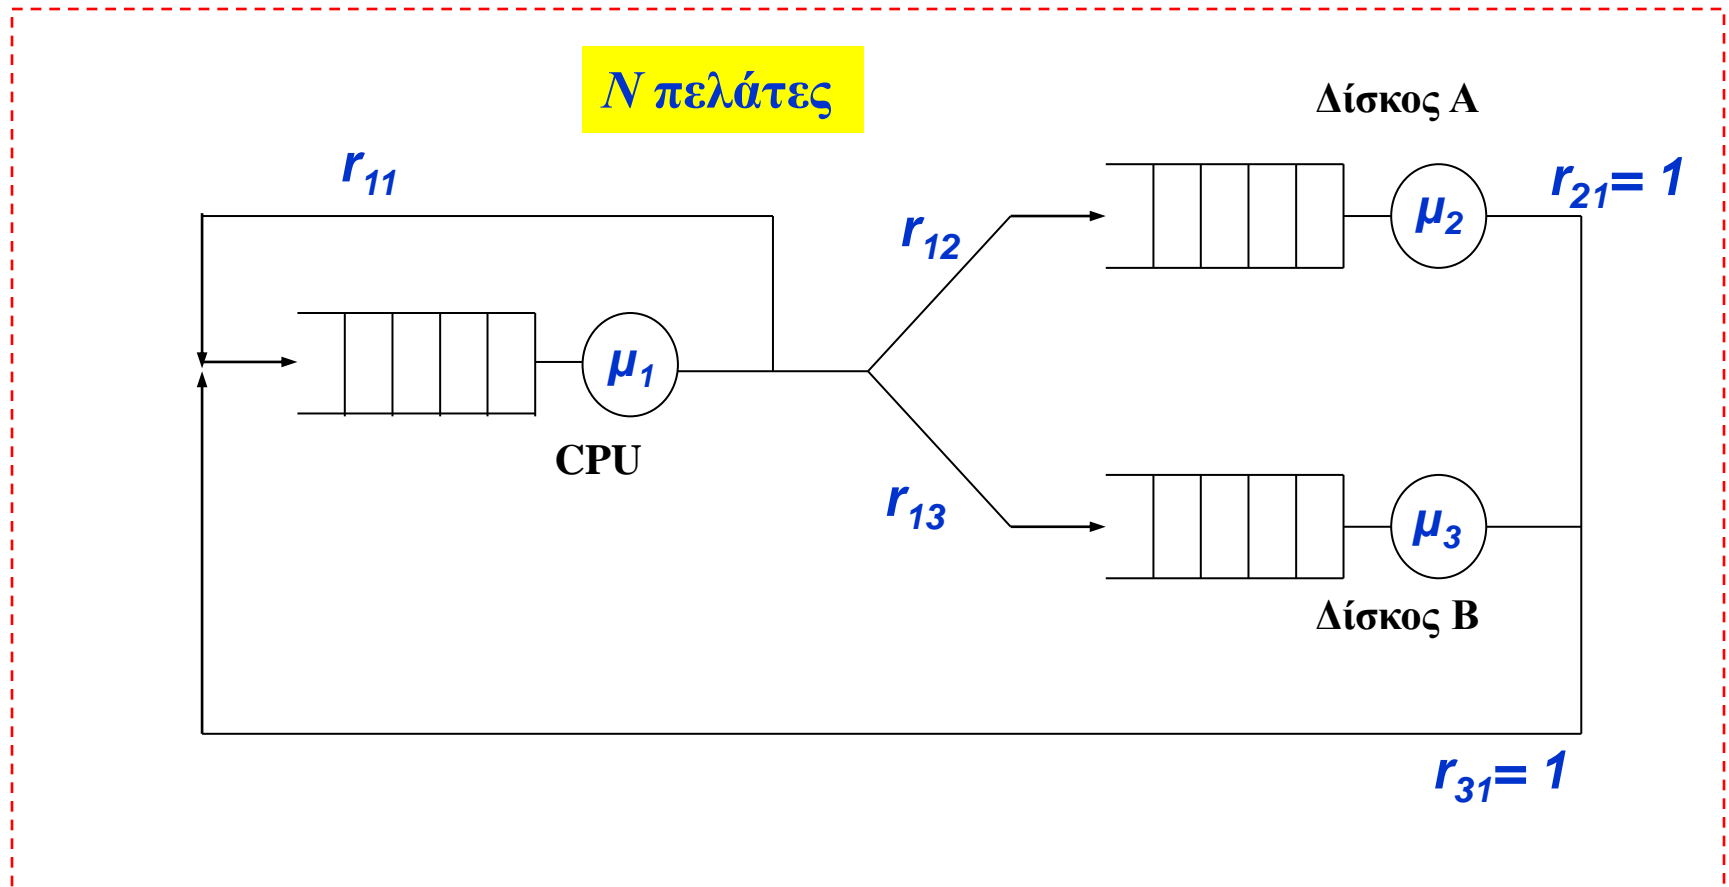 N πελάτες
Δίσκος Α
r11
r21= 1
r12
μ2
μ1
CPU
r13
μ3
Δίσκος Β
r31= 1